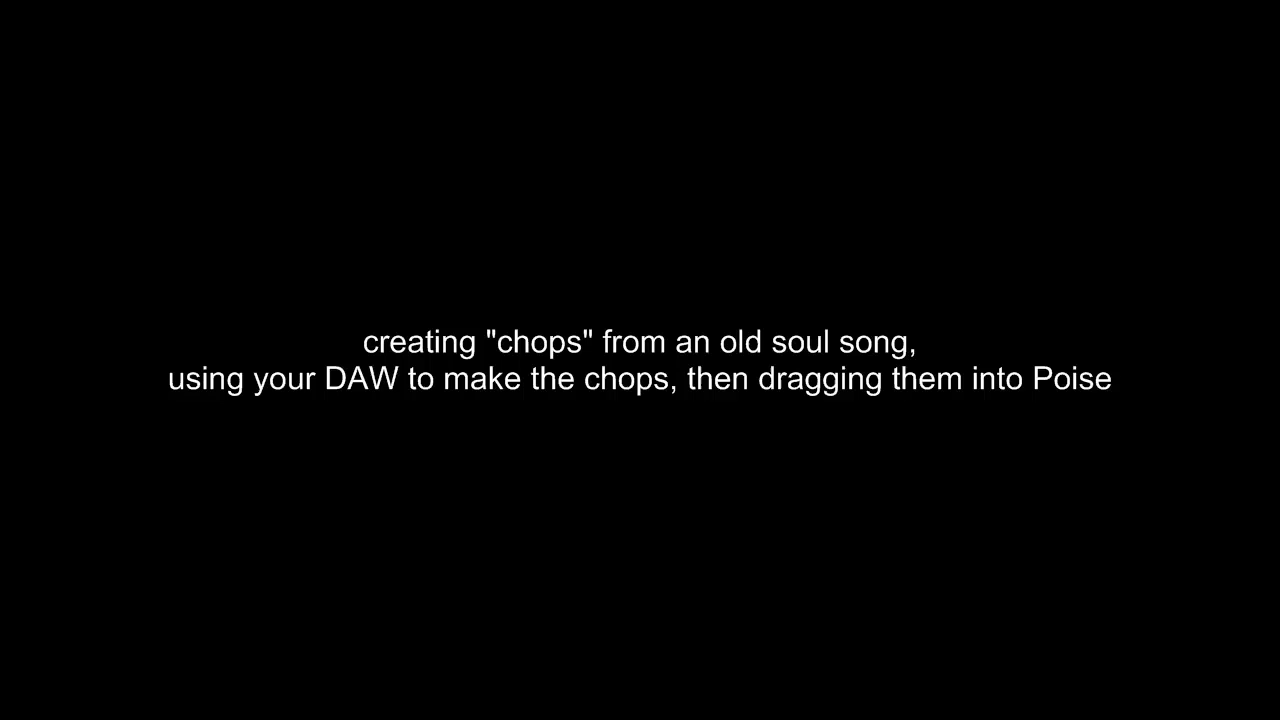 creating "chops" from an old soul song,
using your DAW to make the chops, then dragging them into Poise